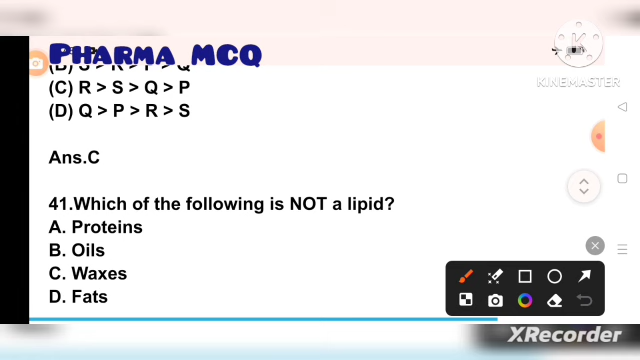 PHARMA MCQ
(B) S > R > P > Q
(C) R > S > Q > P
(D) Q > P > R > S
Ans.C
41.Which of the following is NOT a lipid?
A. Proteins
B. Oils
C. Waxes
D. Fats
KINEMASTER
XRecorder